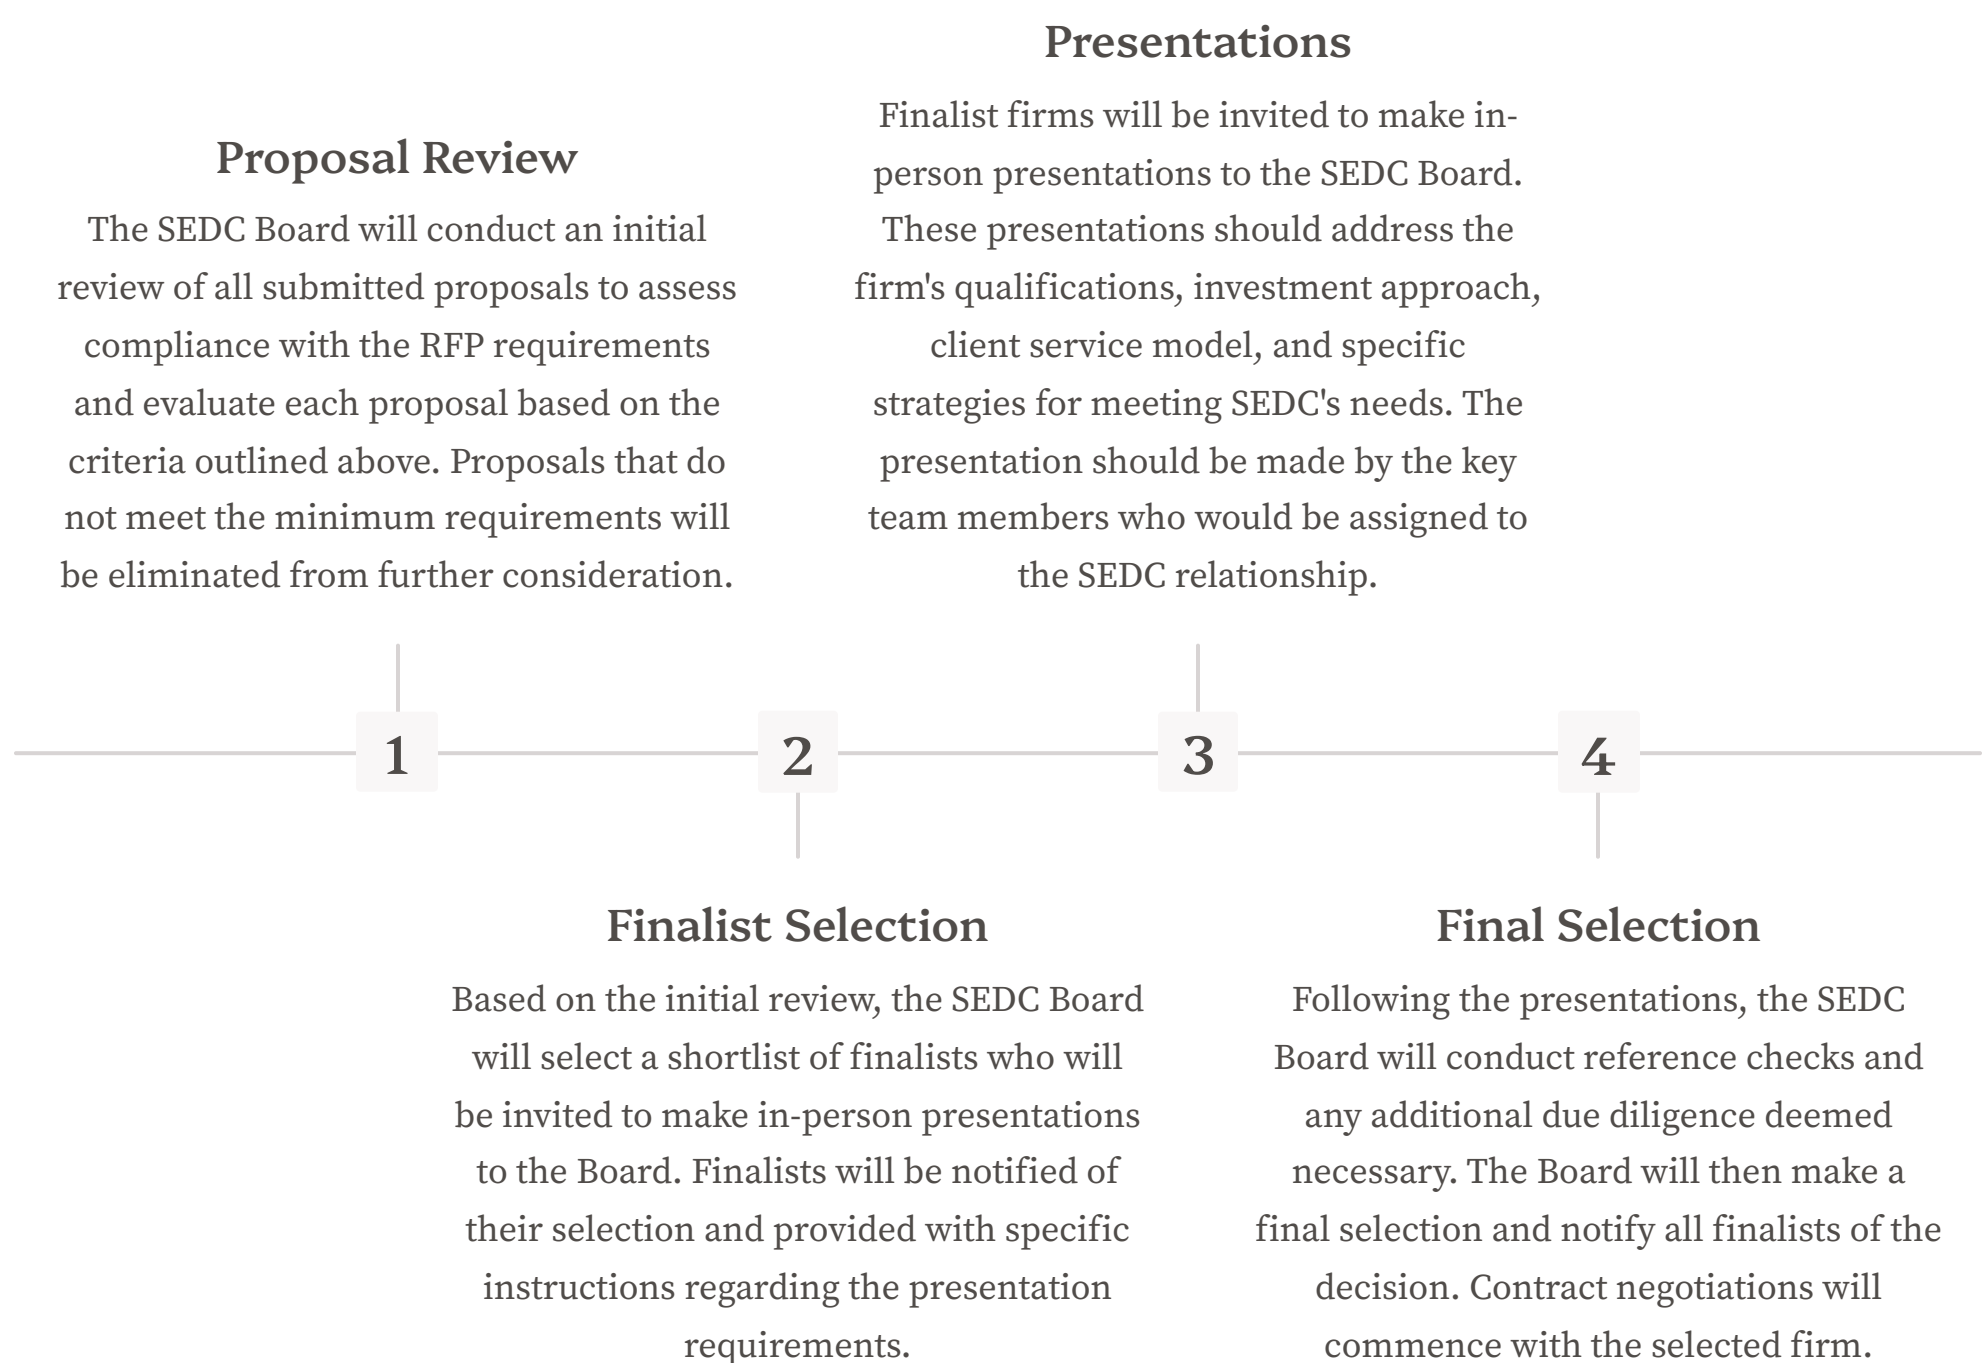 Proposal Review
The SEDC Board will conduct an initial
review of all submitted proposals to assess
compliance with the RFP requirements
and evaluate each proposal based on the
criteria outlined above. Proposals that do
not meet the minimum requirements will
be eliminated from further consideration.
1
2
Finalist Selection
Based on the initial review, the SEDC Board
will select a shortlist of finalists who will
be invited to make in-person presentations
to the Board. Finalists will be notified of
their selection and provided with specific
instructions regarding the presentation
requirements.
Presentations
Finalist firms will be invited to make in-
person presentations to the SEDC Board.
These presentations should address the
firm's qualifications, investment approach,
client service model, and specific
strategies for meeting SEDC's needs. The
presentation should be made by the key
team members who would be assigned to
the SEDC relationship.
3
4
Final Selection
Following the presentations, the SEDC
Board will conduct reference checks and
any additional due diligence deemed
necessary. The Board will then make a
final selection and notify all finalists of the
decision. Contract negotiations will
commence with the selected firm.